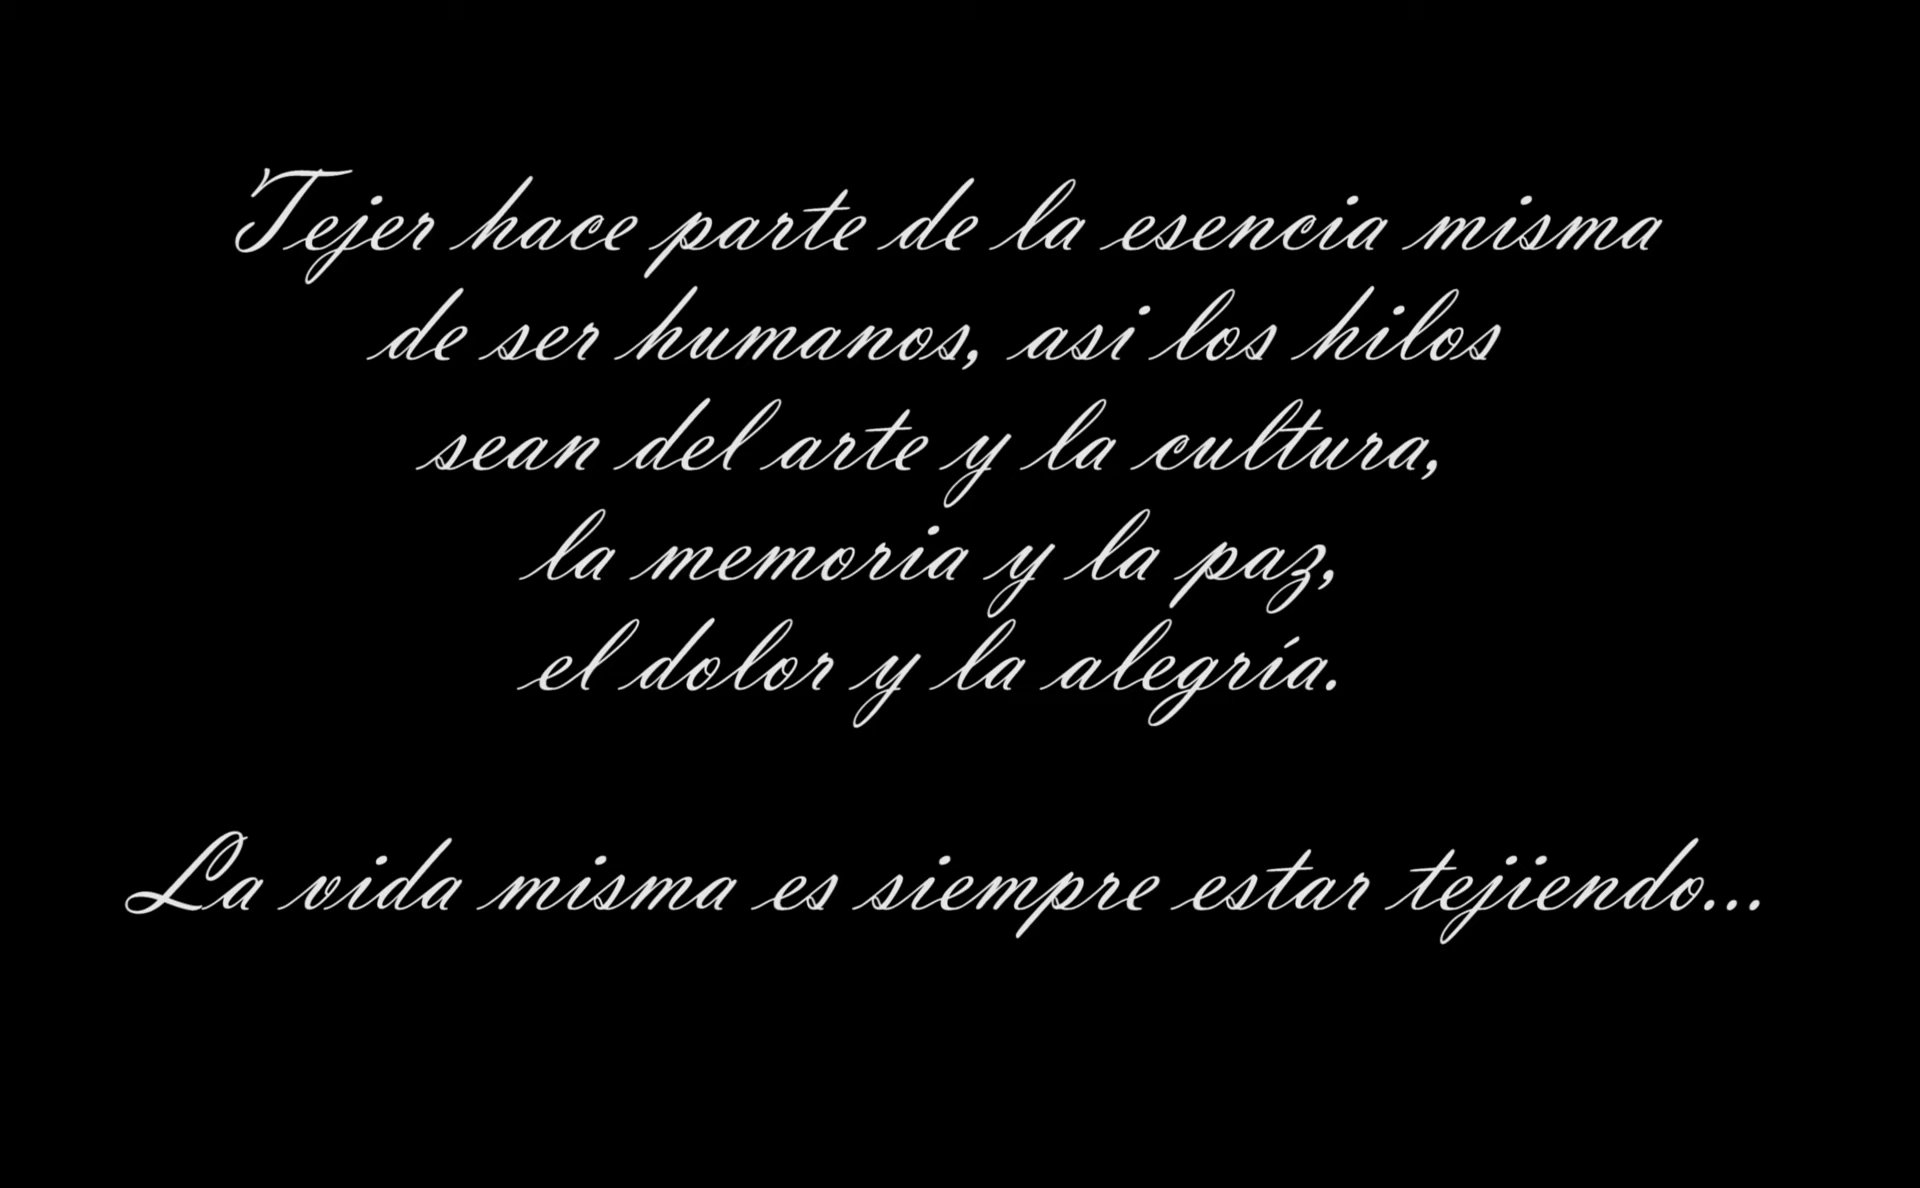 Tejer hace parte de la esencia misma
de ser humanos, asi los hilos
sean del arte y la cultura,
la memoria y la paz,
el dolor y la alegría.
La vida misma es siempre estar tejiendo...